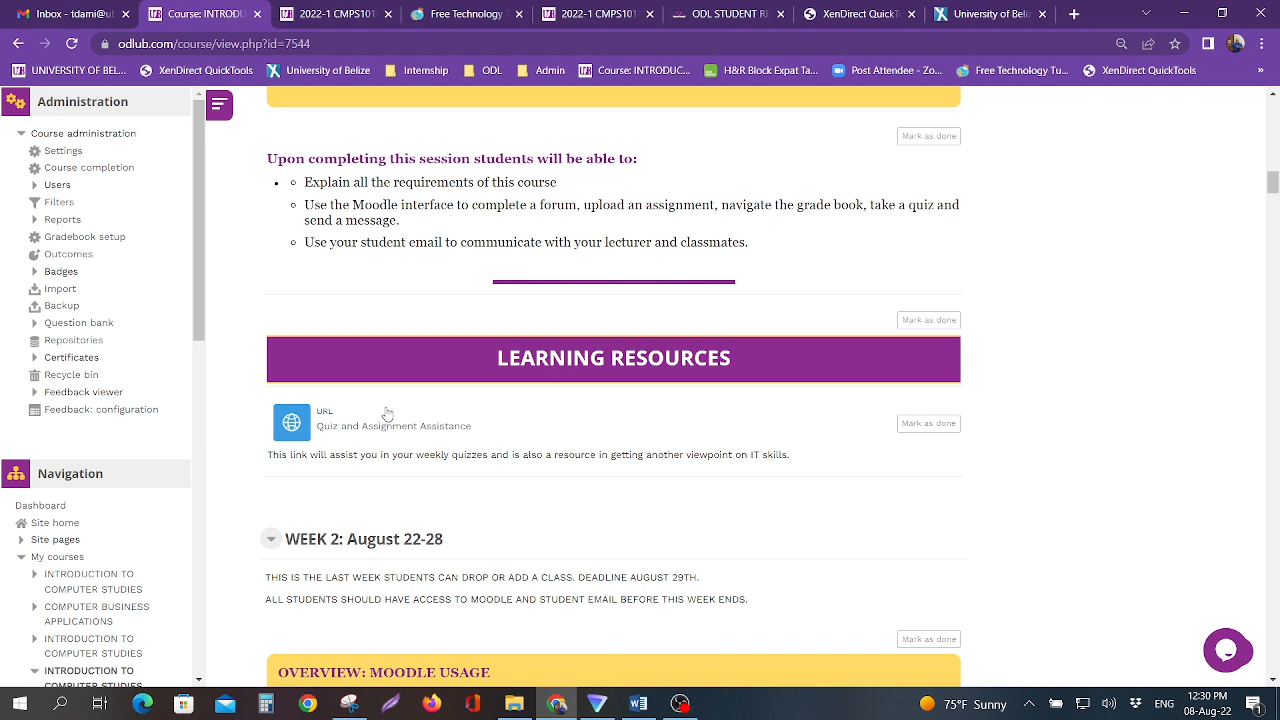 Inbox (10) - tdam@ul
Course: INTRODU
2022-1 CMPS101
Free Technology T
2022-1 CMPS101
ODL STUDENT RE
XenDirect QuickT
University of Beli
odlub.com/course/view.php?id=7544
UNIVERSITY OF BEL...
XenDirect QuickTools
University of Belize
Internship
ODL
Admin
Course: INTRODUC...
H&R Block Expat Ta...
Post Attendee - Zo...
Free Technology Tu...
XenDirect QuickTools
»
Administration
Course administration
Settings
Course completion
Users
Filters
Reports
Gradebook setup
Outcomes
Badges
Import
Backup
Question bank
Repositories
Certificates
Recycle bin
Feedback viewer
Feedback: configuration
Navigation
Dashboard
Site home
Site pages
My courses
INTRODUCTION TO
COMPUTER STUDIES
COMPUTER BUSINESS
APPLICATIONS
INTRODUCTION TO
COMPUTER STUDIES
INTRODUCTION TO
COMPUTER STUDIES
Mark as done
Upon completing this session students will be able to:
Explain all the requirements of this course
Use the Moodle interface to complete a forum, upload an assignment, navigate the grade book, take a quiz and
send a message.
Use your student email to communicate with your lecturer and classmates.
Mark as done
LEARNING RESOURCES
URL
Quiz and Assignment Assistance
Mark as done
This link will assist you in your weekly quizzes and is also a resource in getting another viewpoint on IT skills.
WEEK 2: August 22-28
THIS IS THE LAST WEEK STUDENTS CAN DROP OR ADD A CLASS. DEADLINE AUGUST 29TH.
ALL STUDENTS SHOULD HAVE ACCESS TO MOODLE AND STUDENT EMAIL BEFORE THIS WEEK ENDS.
Mark as done
OVERVIEW: MOODLE USAGE
75°F Sunny
ENG
12:30 PM
08-Aug-22